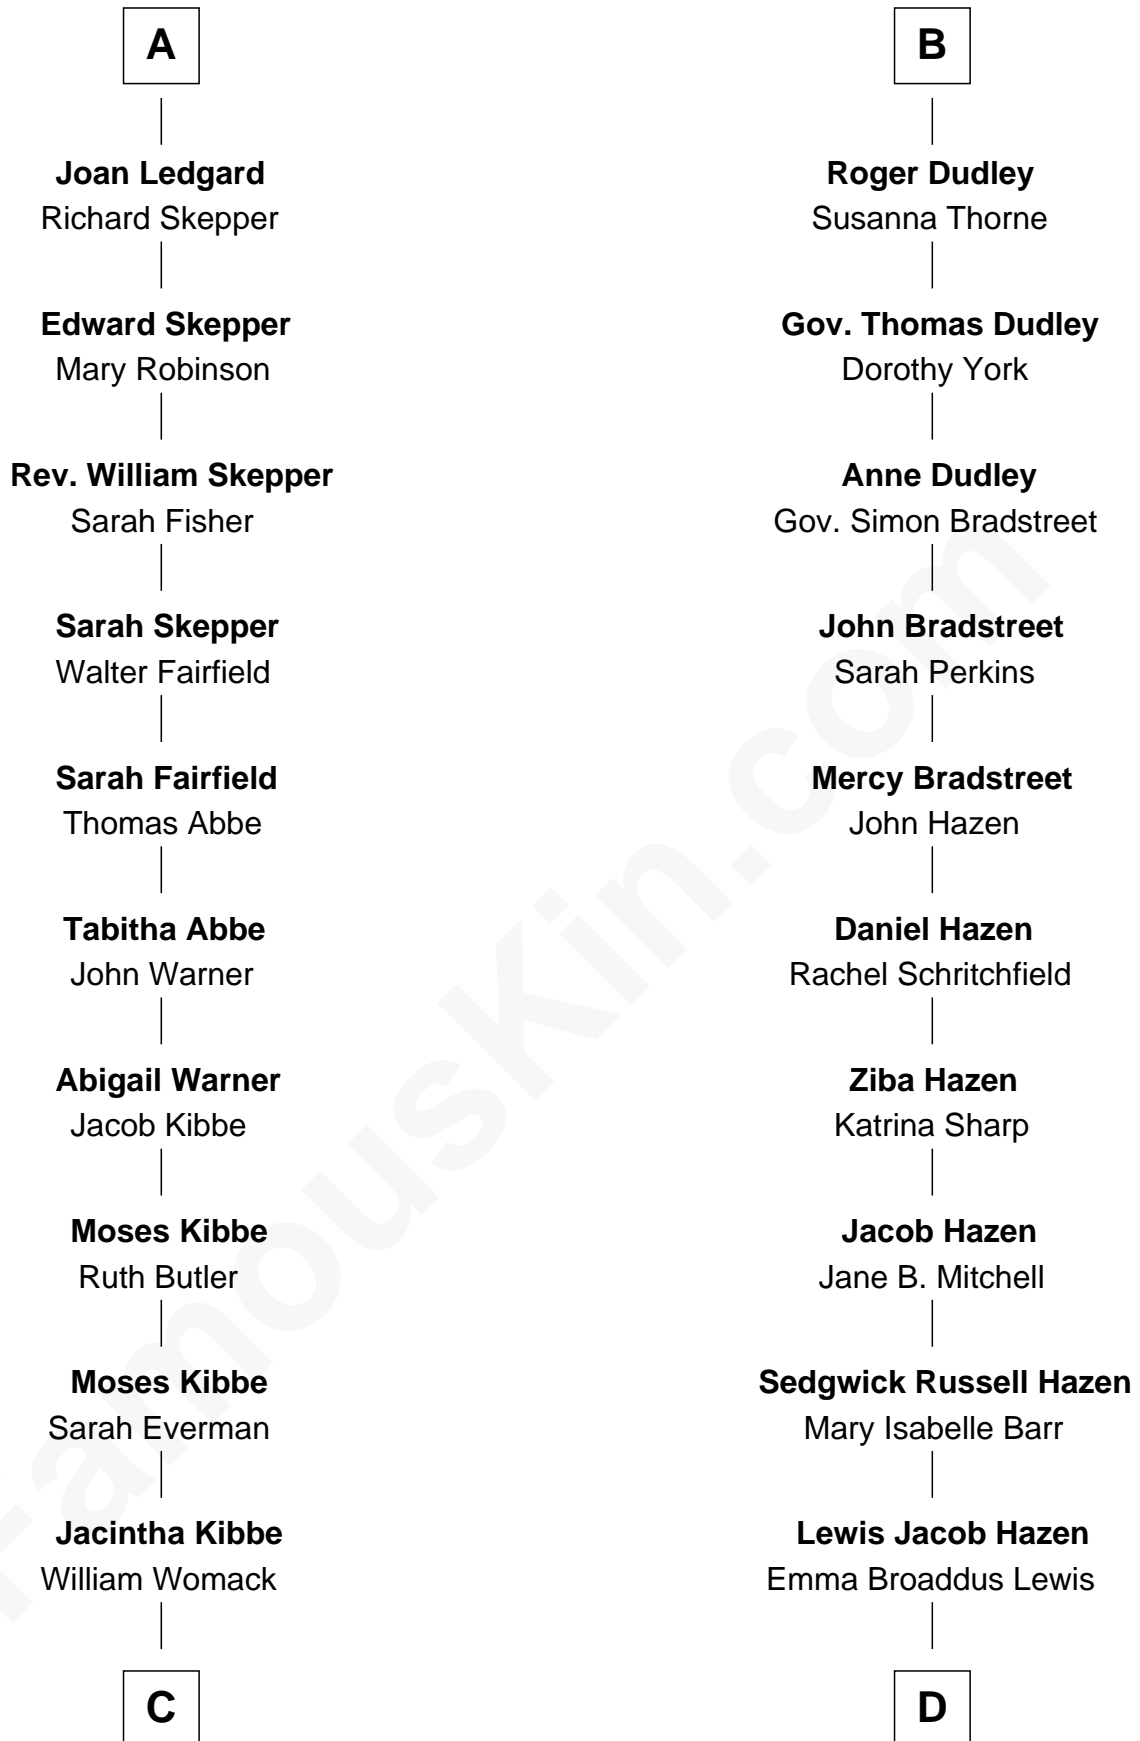 A
Joan Ledgard
Richard Skepper
Edward Skepper
Mary Robinson
Rev. William Skepper
Sarah Fisher
Sarah Skepper
Walter Fairfield
Sarah Fairfield
Thomas Abbe
Tabitha Abbe
John Warner
Abigail Warner
Jacob Kibbe
Moses Kibbe
Ruth Butler
Moses Kibbe
Sarah Everman
Jacintha Kibbe
William Womack
C
B
Roger Dudley
Susanna Thorne
Gov. Thomas Dudley
Dorothy York
Anne Dudley
Gov. Simon Bradstreet
John Bradstreet
Sarah Perkins
Mercy Bradstreet
John Hazen
Daniel Hazen
Rachel Schritchfield
Ziba Hazen
Katrina Sharp
Jacob Hazen
Jane B. Mitchell
Sedgwick Russell Hazen
Mary Isabelle Barr
Lewis Jacob Hazen
Emma Broaddus Lewis
D
FamousKin.com